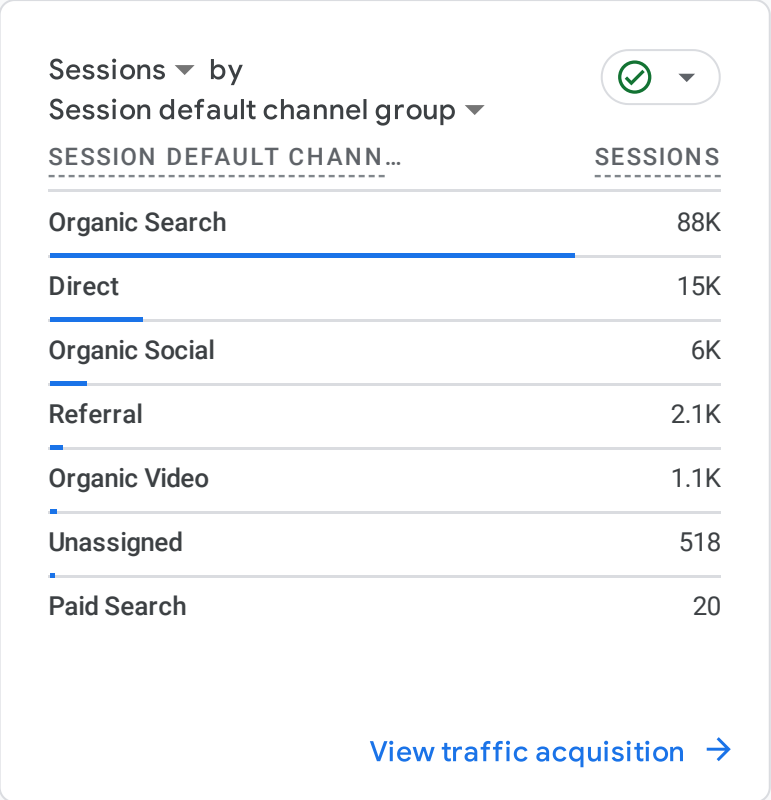 Sessions by
Session default channel group
SESSION DEFAULT CHANN… SESSIONS
Organic Search 88K
Direct 15K
Organic Social 6K
Referral 2.1K
Organic Video 1.1K
Unassigned 518
Paid Search 20
View traffic acquisition